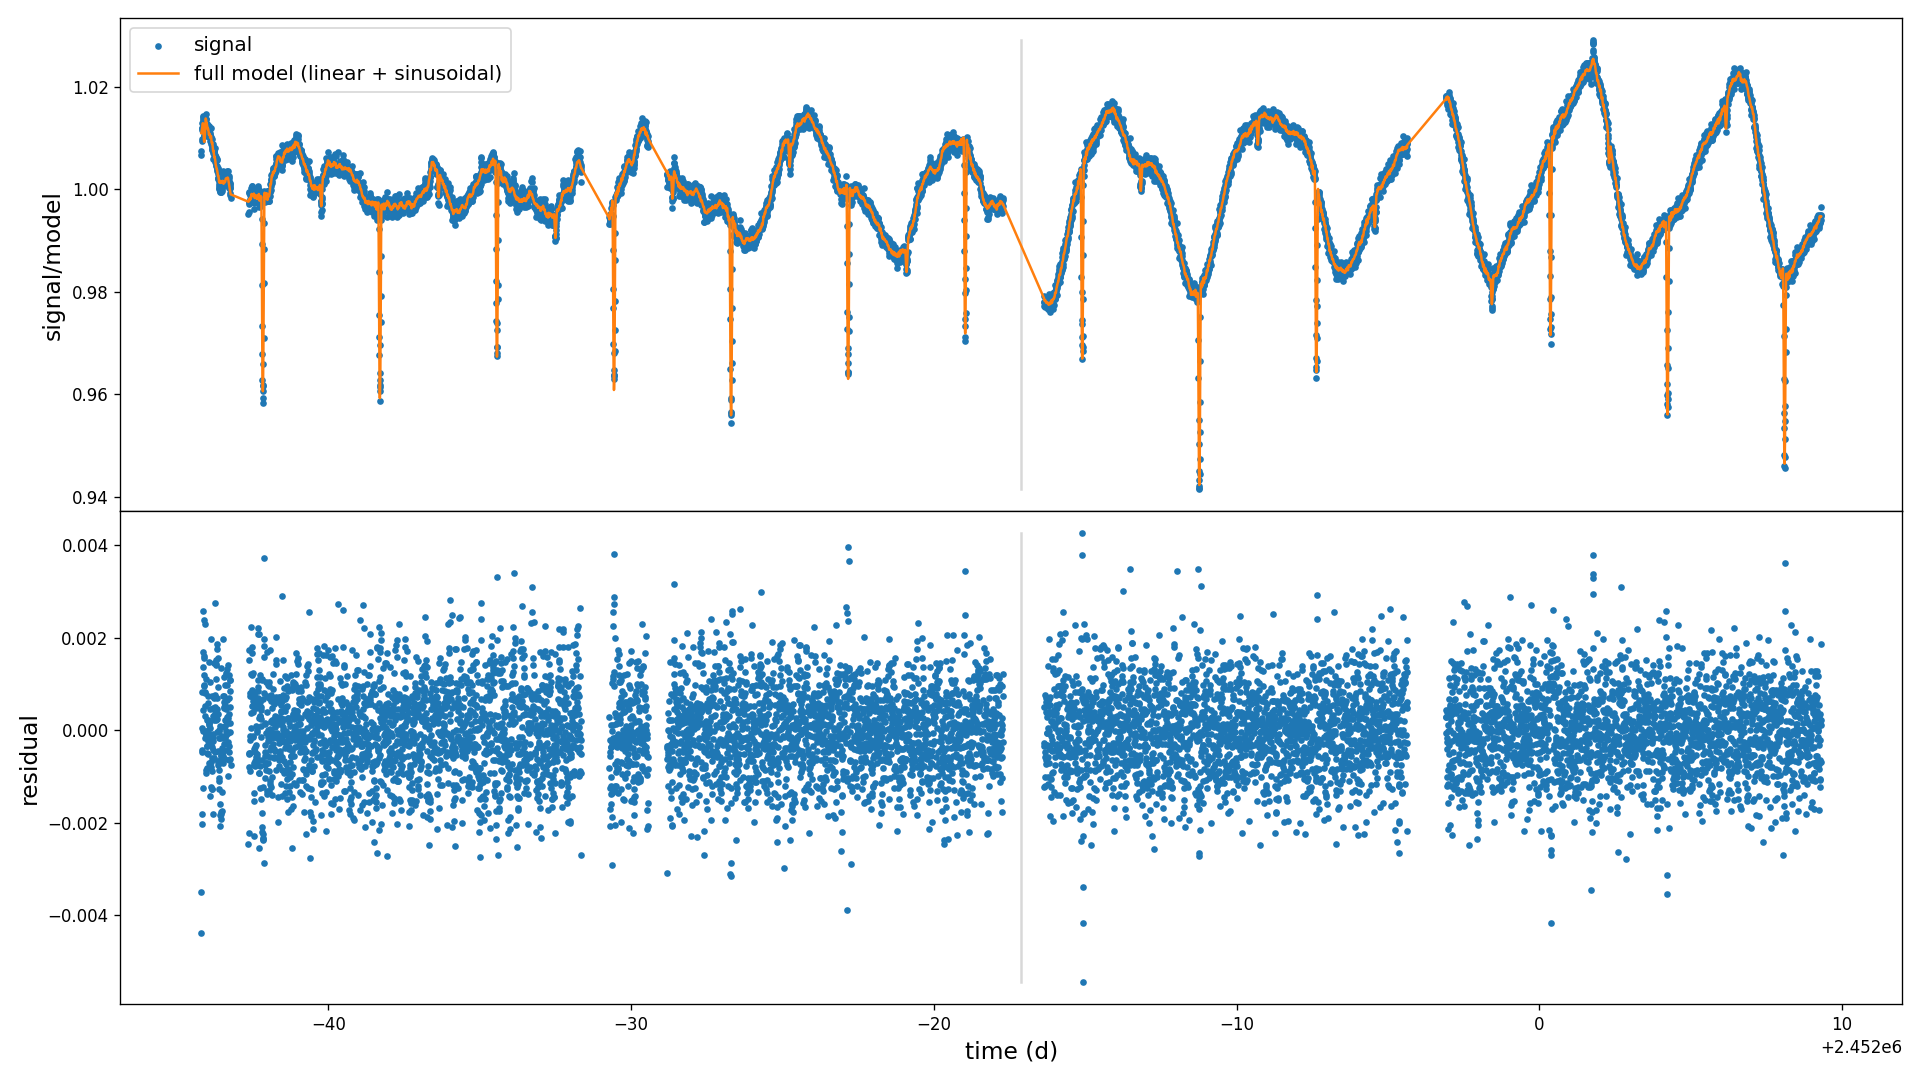 signal
full model (linear + sinusoidal)
signal/model
1.02
1.00
0.98
0.96
0.94
residual
0.004
0.002
0.000
−0.002
−0.004
−40
−30
−20
−10
0
10
time (d)
+2.452e6